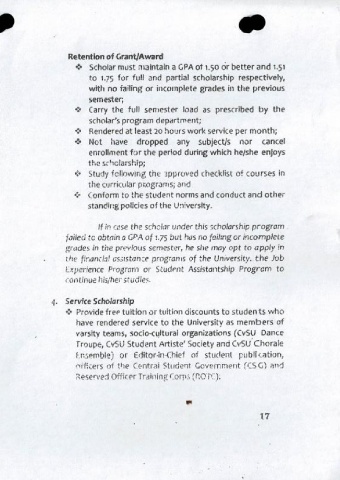 Retention of Grant/Award
❖ Scholar must maintain a GPA of 1.50 or better and 1.51
to 1.75 for full and partial scholarship respectively,
with no failing or incomplete grades in the previous
semester;
❖ Carry the full semester load as prescribed by the
scholar's program department;
❖ Rendered at least 20 hours work service per month;
❖ Not have dropped any subject/s nor cancel
enrollment for the period during which he/she enjoys
the scholarship;
❖ Study following the approved checklist of courses in
the curricular programs; and
❖ Conform to the student norms and conduct and other
standing policies of the University.
If in case the scholar under this scholarship program
failed to obtain a GPA of 1.75 but has no failing or incomplete
grades in the previous semester, he she may opt to apply in
the financial assistance programs of the University, the Job
Experience Program or Student Assistantship Program to
continue his/her studies.
4. Service Scholarship
❖ Provide free tuition or tuition discounts to students who
have rendered service to the University as members of
varsity teams, socio-cultural organizations (CvSU Dance
Troupe, CvSU Student Artiste' Society and CvSU Chorale
Ensemble) or Editor-in-Chief of student publication,
officers of the Central Student Government (CSG) and
Reserved Officer Training Corps (ROTC);
17